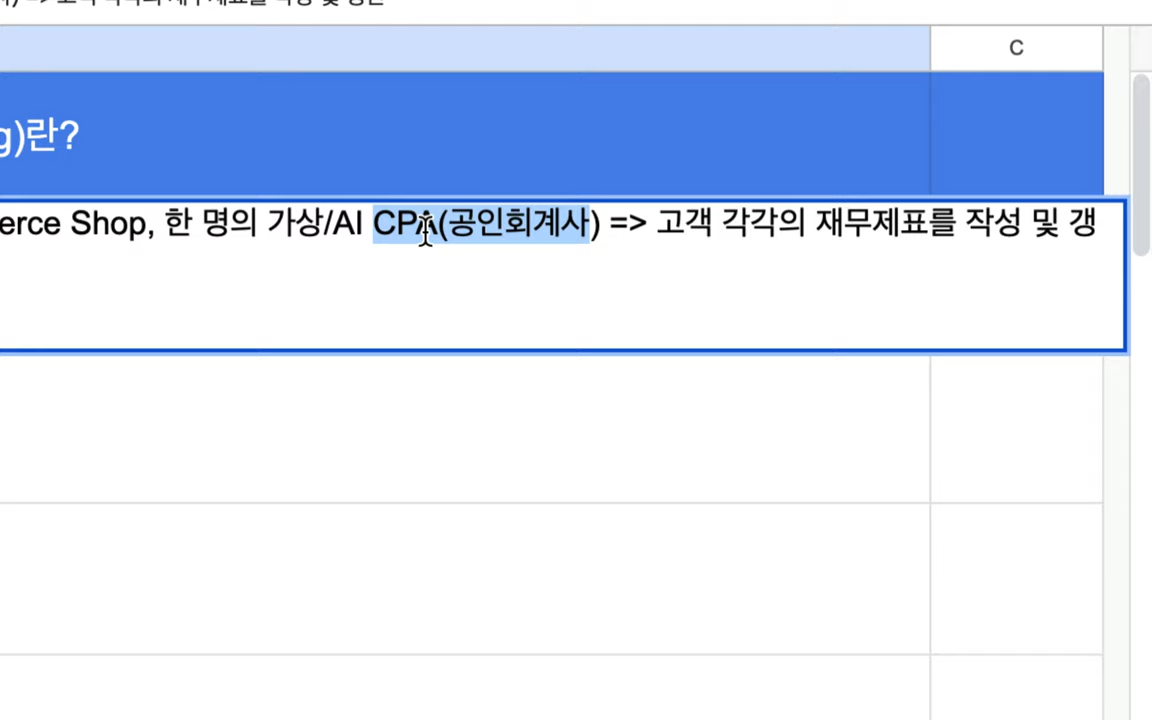 C
g)란?
erce Shop, 한 명의 가상/AI CPA(공인회계사) => 고객 각각의 재무제표를 작성 및 갱